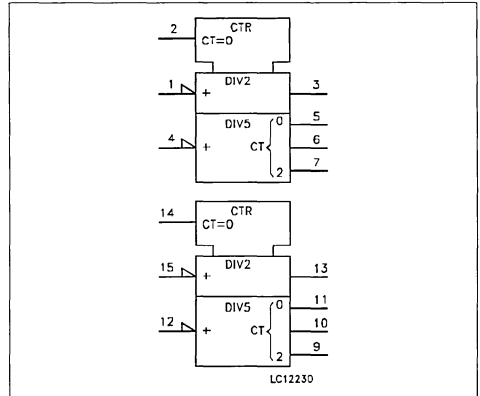 2 CTR
CT=0
1 + DIV2 3
DIV5 0 5
4 + CT 6
2 7
14 CTR
CT=0
15 + DIV2 13
DIV5 0 11
12 + CT 10
2 9
LC12230